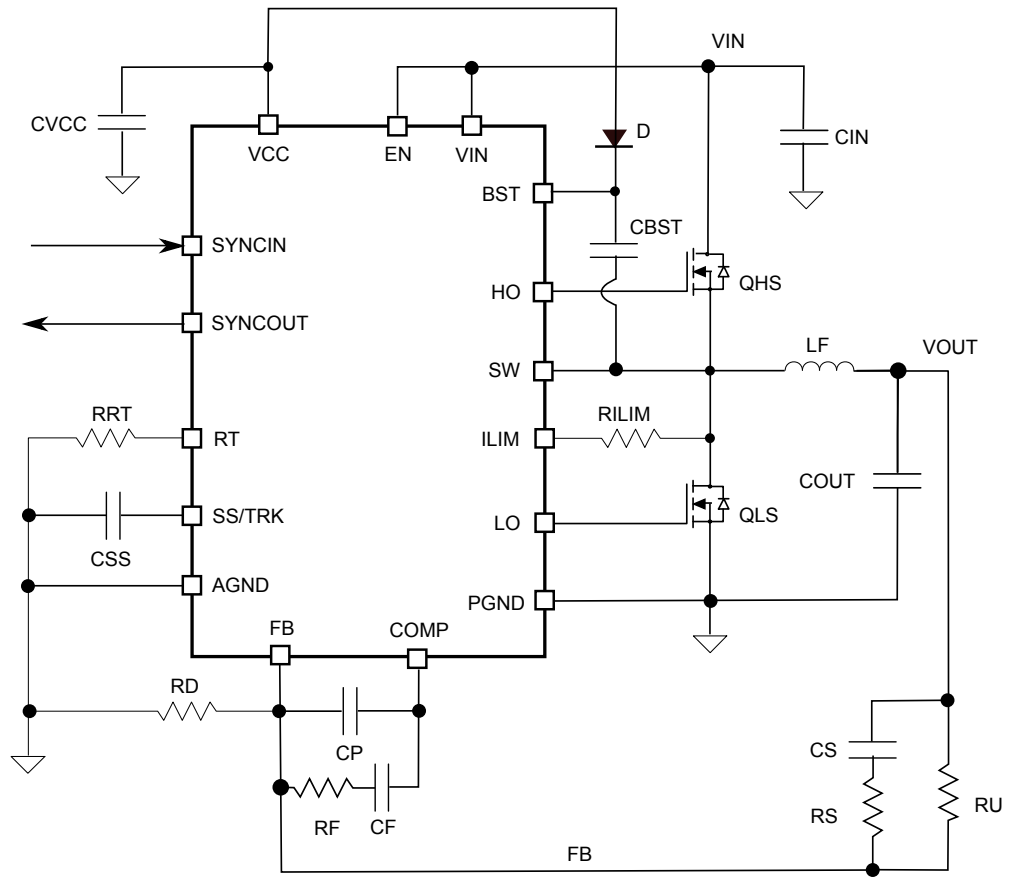 VIN
CVCC
D
CIN
VCC
EN
VIN
BST
CBST
SYNCIN
HO
QHS
SYNCOUT
SW
LF
VOUT
RRT
RT
ILIM
RILIM
COUT
SS/TRK
LO
QLS
CSS
AGND
PGND
FB
COMP
RD
CP
CS
RF
CF
RS
RU
FB